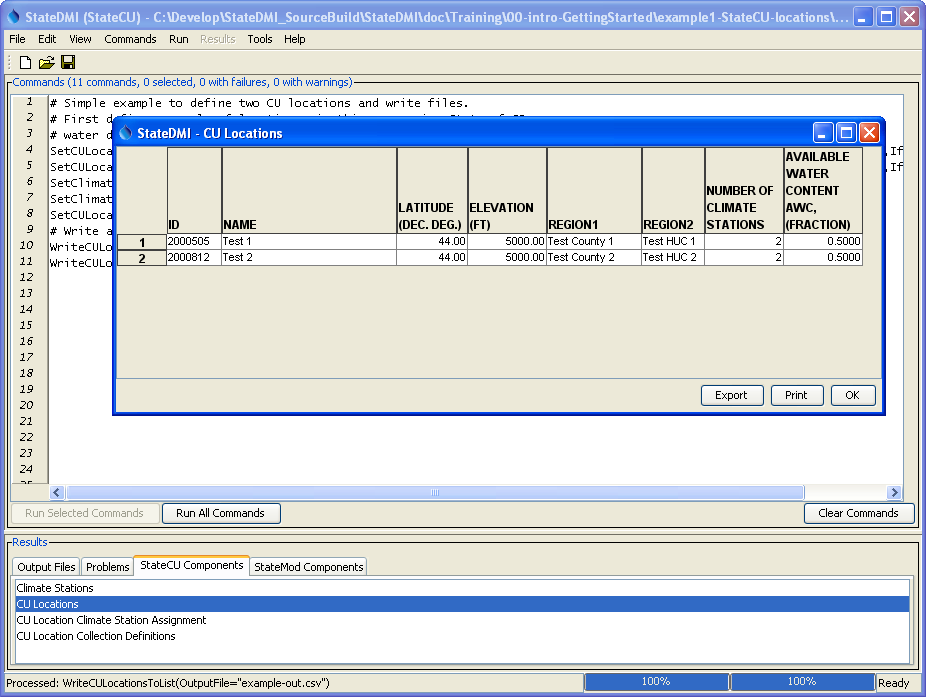 StateDMI (StateCU) - C:\Develop\StateDMI_SourceBuild\StateDMI\doc\Training\00-intro-GettingStarted\example1-StateCU-locations\...
File Edit View Commands Run Results Tools Help
Commands (11 commands, 0 selected, 0 with failures, 0 with warnings)
1 # Simple example to define two CU locations and write files.
2 # First
3 # water d
4 SetCULoca ,If
5 SetCULoca ,If
6 SetClimat
7 SetClimat
8 SetCULoca
9 # Write a
10 WriteCULo
11 WriteCULo
12
13
14
15
16
17
18
19
20
21
22
23
24
StateDMI - CU Locations
ID NAME LATITUDE (DEC. DEG.) ELEVATION (FT) REGION1 REGION2 NUMBER OF CLIMATE STATIONS AVAILABLE WATER CONTENT AWC, (FRACTION)
1 2000505 Test 1 44.00 5000.00 Test County 1 Test HUC 1 2 0.5000
2 2000812 Test 2 44.00 5000.00 Test County 2 Test HUC 2 2 0.5000
Export Print OK
Run Selected Commands Run All Commands Clear Commands
Results
Output Files Problems StateCU Components StateMod Components
Climate Stations
CU Locations
CU Location Climate Station Assignment
CU Location Collection Definitions
Processed: WriteCULocationsToList(OutputFile="example-out.csv") 100% 100% Ready